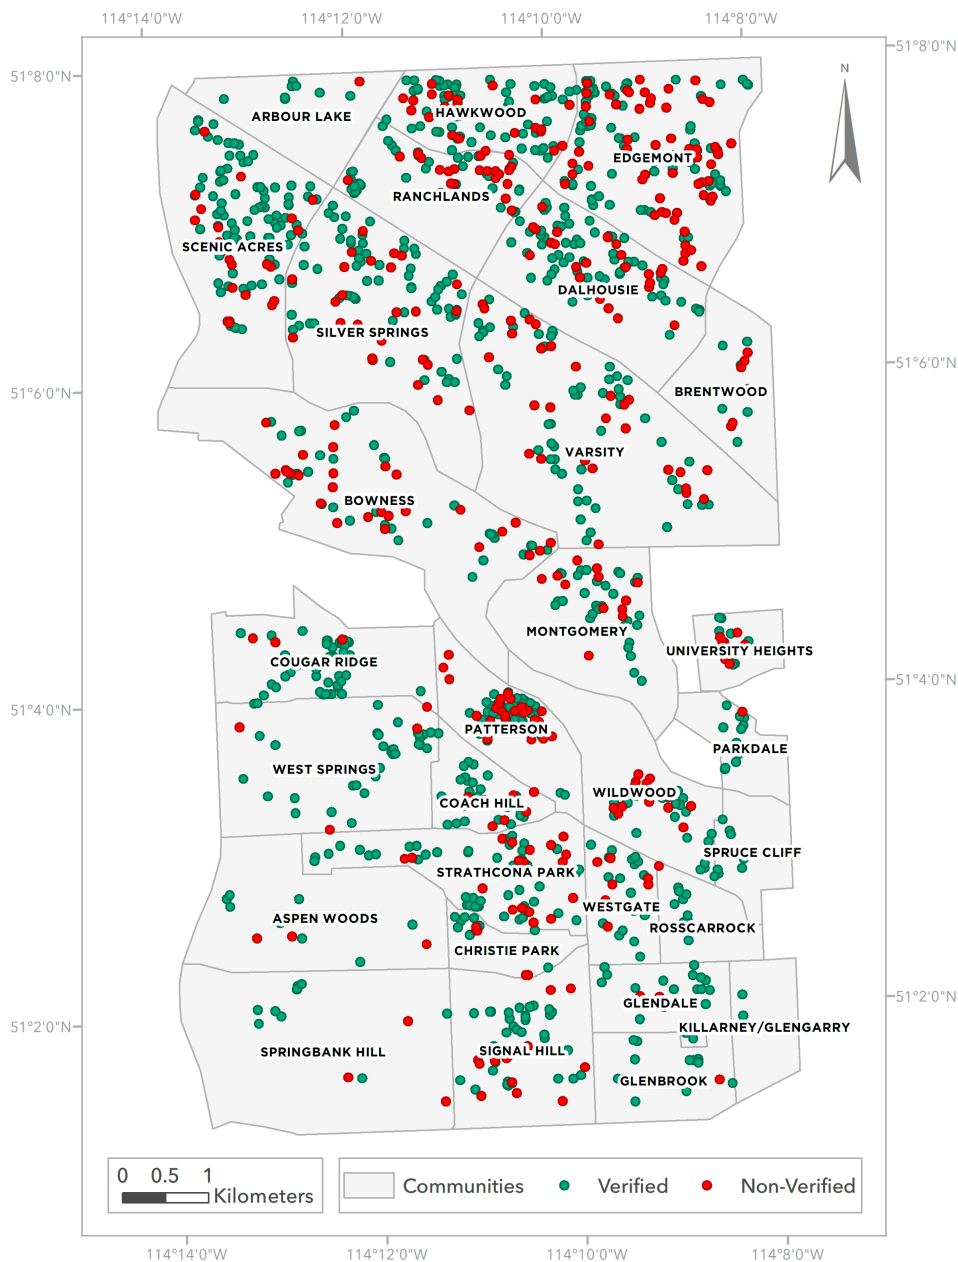 114°14'0"W 114°12'0"W 114°10'0"W 114°8'0"W
51°8'0"N
51°8'0"N
N
ARBOUR LAKE
HAWKWOOD
EDGEMONT
RANCHLANDS
SCENIC ACRES
DALHOUSIE
SILVER SPRINGS
51°6'0"N
51°6'0"N
BRENTWOOD
VARSITY
BOWNESS
MONTGOMERY
UNIVERSITY HEIGHTS
COUGAR RIDGE
51°4'0"N
51°4'0"N
PATTERSON
PARKDALE
WEST SPRINGS
WILDWOOD
COACH HILL
SPRUCE CLIFF
STRATHCONA PARK
WESTGATE
ASPEN WOODS
ROSSCARROCK
CHRISTIE PARK
51°2'0"N
GLENDALE
51°2'0"N
KILLARNEY/GLENGARRY
SPRINGBANK HILL
SIGNAL HILL
GLENBROOK
0 0.5 1
Kilometers
Communities Verified Non-Verified
114°14'0"W 114°12'0"W 114°10'0"W 114°8'0"W